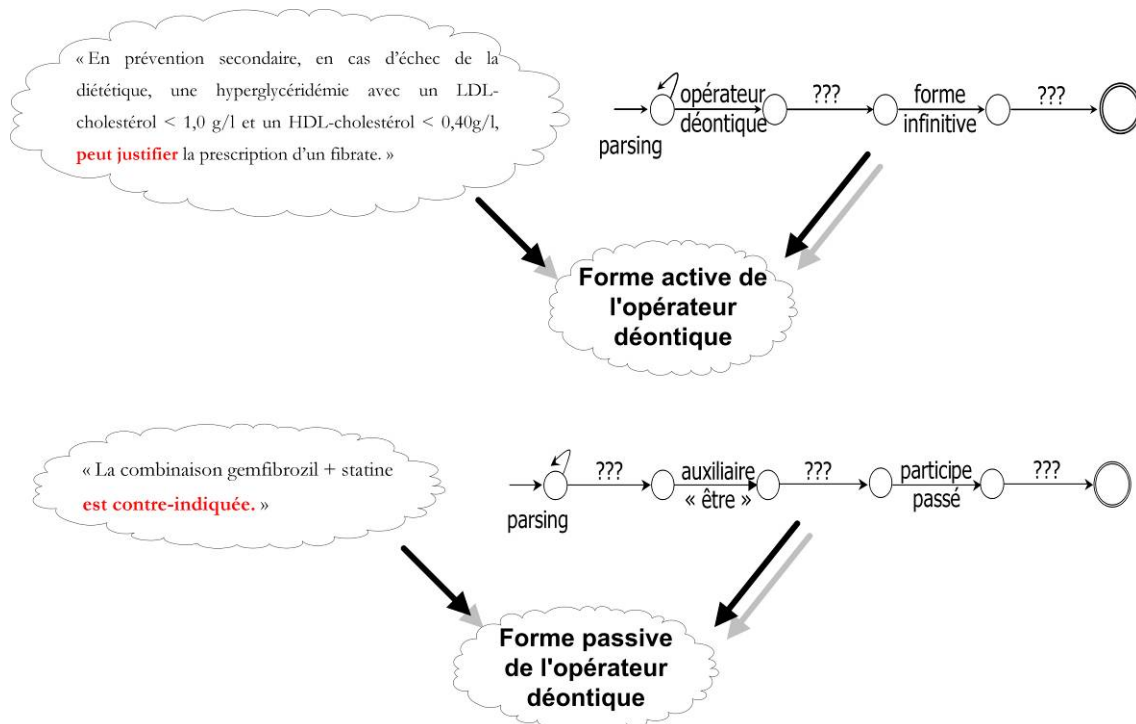 « En prévention secondaire, en cas d'échec de la
diététique, une hyperglycéridémie avec un LDL-
cholestérol < 1,0 g/l et un HDL-cholestérol < 0,40g/l,
peut justifier la prescription d'un fibrate. »
opérateur
déontique
???
forme
infinitive
???
parsing
Forme active de
l'opérateur
déontique
« La combinaison gemfibrozil + statine
est contre-indiquée. »
???
auxiliaire
« être »
???
participe
passé
???
parsing
Forme passive
de l'opérateur
déontique